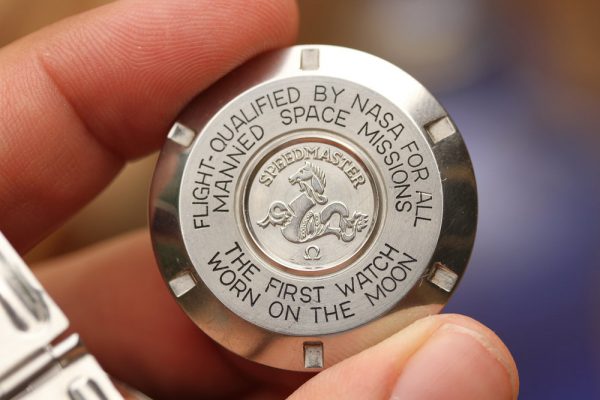 FLIGHT-QUALIFIED BY NASA FOR ALL
MANNED SPACE MISSIONS
SPEEDMASTER
Ω
THE FIRST WATCH
WORN ON THE MOON